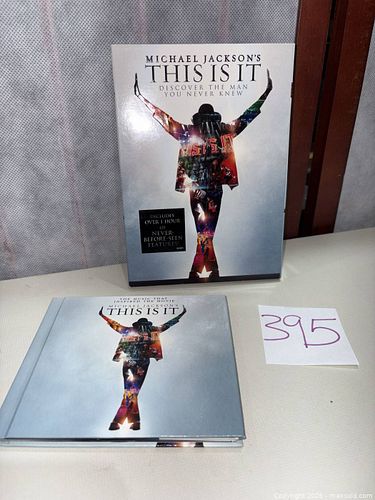 MICHAEL JACKSON'S
THIS IS IT
DISCOVER THE MAN
YOU NEVER KNEW
INCLUDES
OVER 1 HOUR
OF
NEVER-
BEFORE-SEEN
FEATURES!
THE MUSIC THAT
INSPIRED THE MOVIE
MICHAEL JACKSON'S
THIS IS IT
395